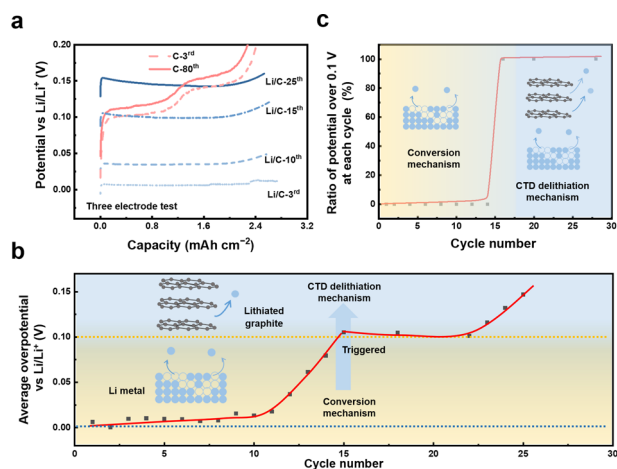 a
Potential vs Li/Li⁺ (V)
0.20
0.15
0.10
0.05
0.00
C-3rd
C-80th
Li/C-25th
Li/C-15th
Li/C-10th
Li/C-3rd
Three electrode test
0.0 0.8 1.6 2.4 3.2
Capacity (mAh cm⁻²)
c
Ratio of potential over 0.1 V
at each cycle (%)
100
80
60
40
20
0
Conversion
mechanism
CTD delithiation
mechanism
0 5 10 15 20 25 30
Cycle number
b
Average overpotential
vs Li/Li⁺ (V)
0.15
0.10
0.05
0.00
Lithiated
graphite
Li metal
CTD delithiation
mechanism
Triggered
Conversion
mechanism
0 5 10 15 20 25 30
Cycle number